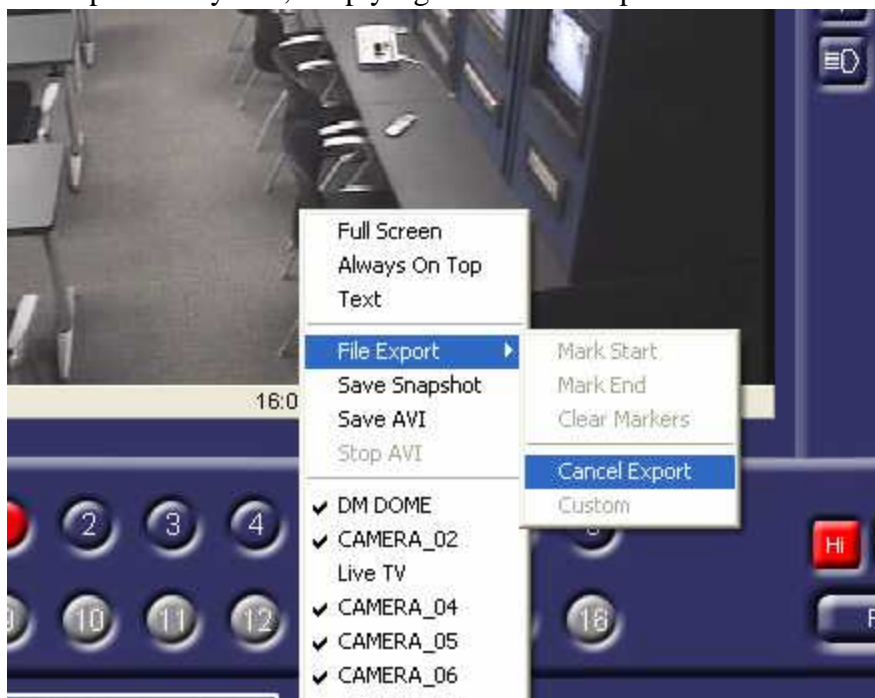 Full Screen
Always On Top
Text
File Export
Save Snapshot
Save AVI
Stop AVI
DM DOME
CAMERA_02
Live TV
CAMERA_04
CAMERA_05
CAMERA_06
Mark Start
Mark End
Clear Markers
Cancel Export
Custom
16:0
2
3
4
Hi
10
11
12
16